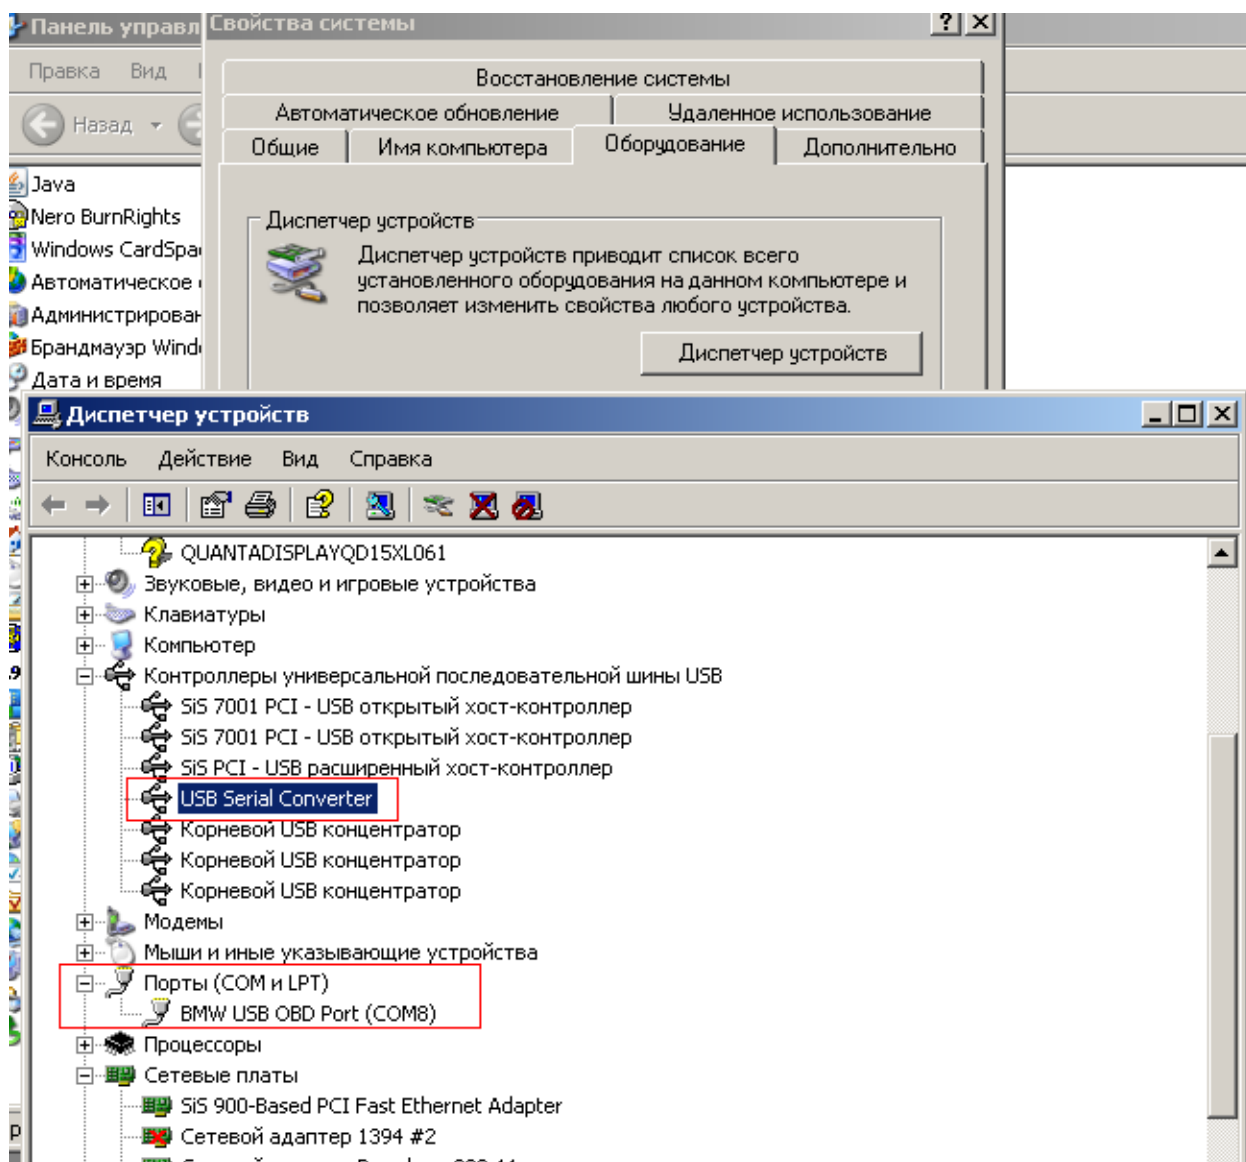 Панель управл
Свойства системы
Правка Вид
Восстановление системы
Автоматическое обновление Удаленное использование
Назад
Общие Имя компьютера Оборудование Дополнительно
Java
Nero BurnRights
Windows CardSpa
Автоматическое
Администрирован
Брандмауэр Windo
Дата и время
Диспетчер устройств
Диспетчер устройств приводит список всего
установленного оборудования на данном компьютере и
позволяет изменить свойства любого устройства.
Диспетчер устройств
Диспетчер устройств
Консоль Действие Вид Справка
QUANTADISPLAYQD15XL061
Звуковые, видео и игровые устройства
Клавиатуры
Компьютер
Контроллеры универсальной последовательной шины USB
SiS 7001 PCI - USB открытый хост-контроллер
SiS 7001 PCI - USB открытый хост-контроллер
SiS PCI - USB расширенный хост-контроллер
USB Serial Converter
Корневой USB концентратор
Корневой USB концентратор
Корневой USB концентратор
Модемы
Мыши и иные указывающие устройства
Порты (COM и LPT)
BMW USB OBD Port (COM8)
Процессоры
Сетевые платы
SiS 900-Based PCI Fast Ethernet Adapter
Сетевой адаптер 1394 #2